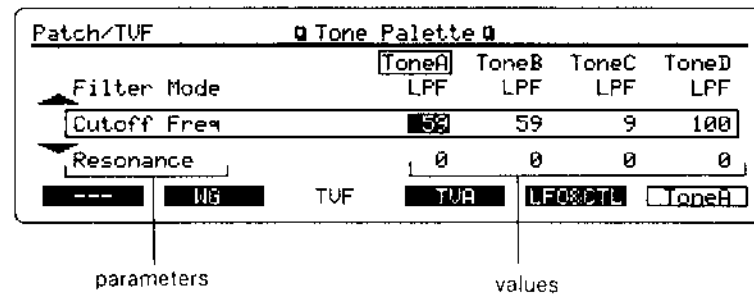 Patch/TVF Tone Palette
ToneA ToneB ToneC ToneD
Filter Mode LPF LPF LPF LPF
Cutoff Freq 59 59 9 100
Resonance 0 0 0 0
--- WG TVF TVA LFO&CTL ToneA
parameters values